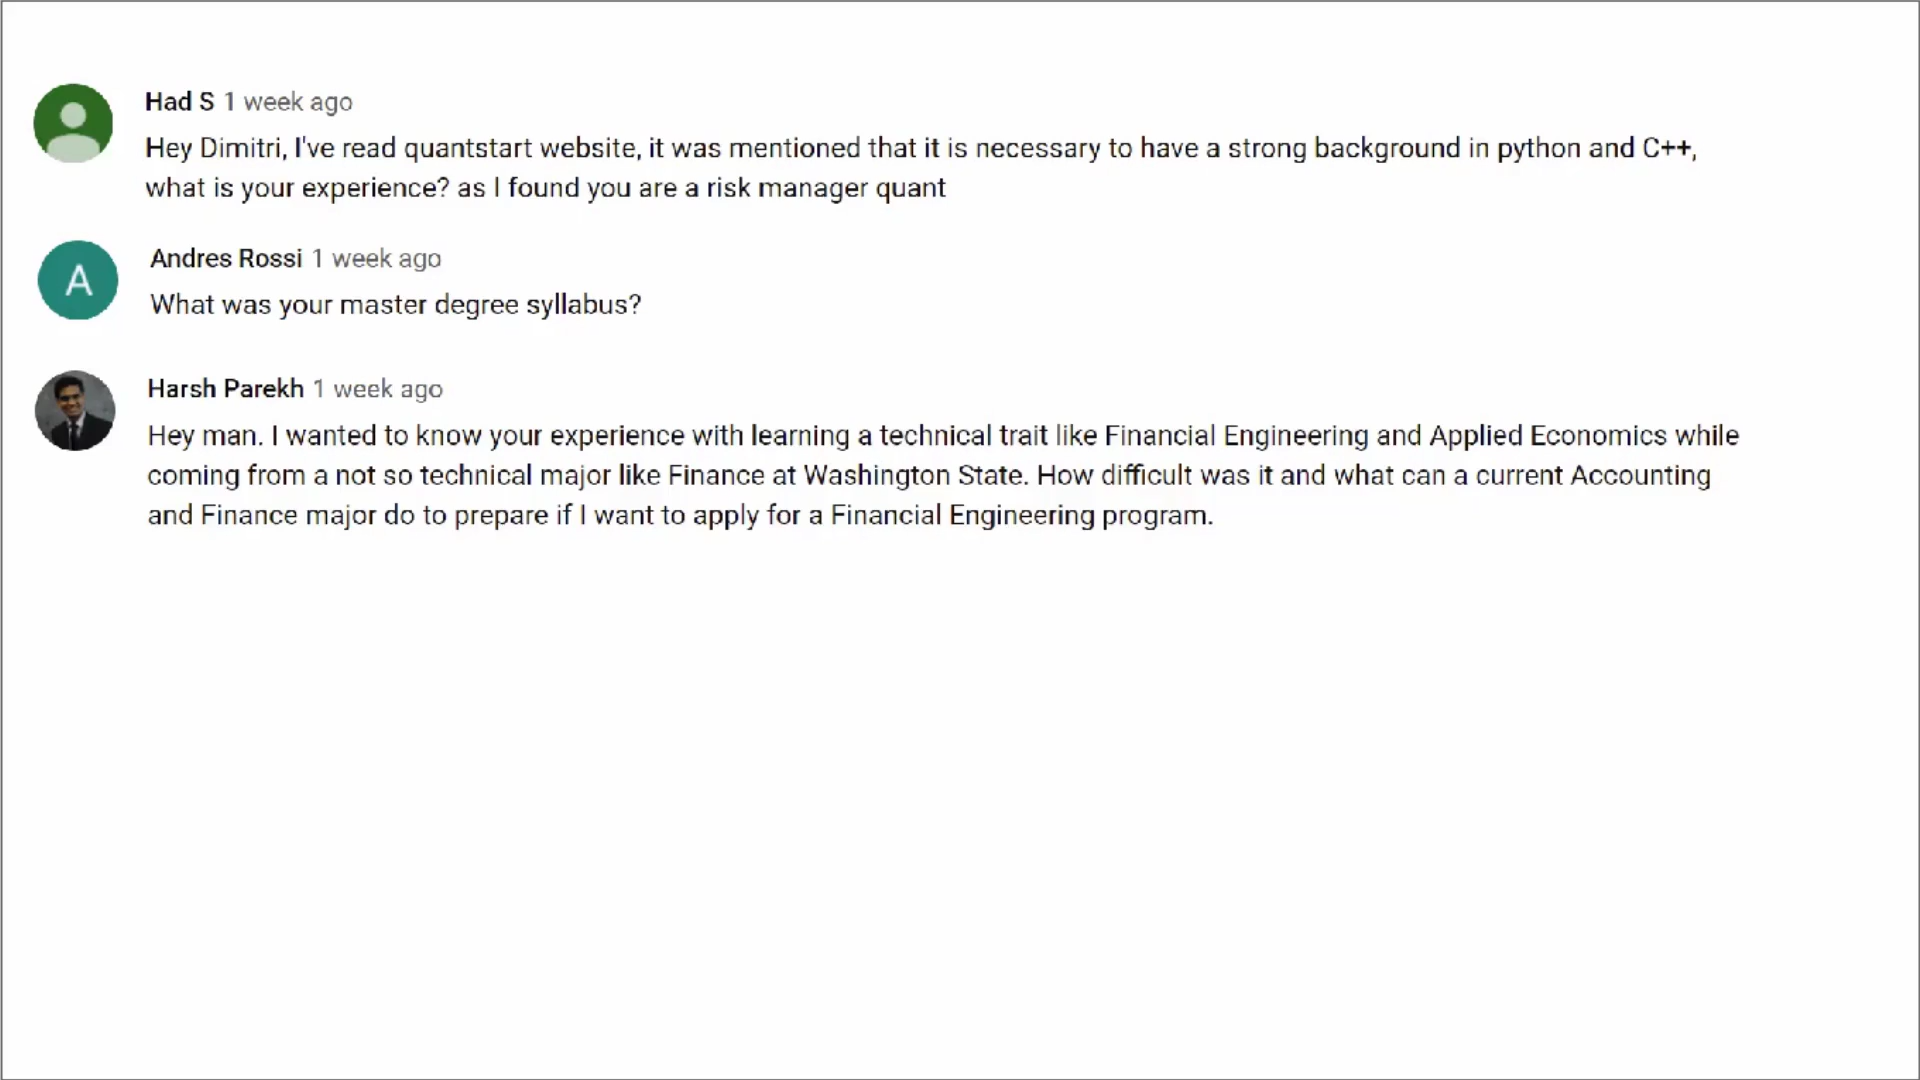 Had S 1 week ago
Hey Dimitri, I've read quantstart website, it was mentioned that it is necessary to have a strong background in python and C++,
what is your experience? as I found you are a risk manager quant
A
Andres Rossi 1 week ago
What was your master degree syllabus?
Harsh Parekh 1 week ago
Hey man. I wanted to know your experience with learning a technical trait like Financial Engineering and Applied Economics while
coming from a not so technical major like Finance at Washington State. How difficult was it and what can a current Accounting
and Finance major do to prepare if I want to apply for a Financial Engineering program.